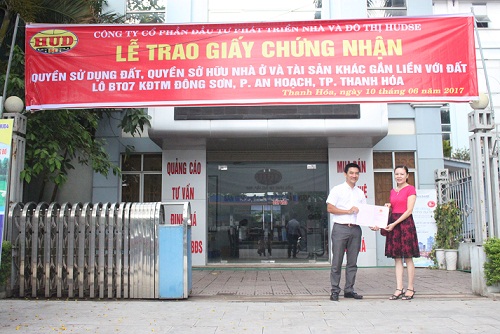 CÔNG TY CỔ PHẦN ĐẦU TƯ PHÁT TRIỂN NHÀ VÀ ĐÔ THỊ HUDSE
HUD
LỄ TRAO GIẤY CHỨNG NHẬN
QUYỀN SỬ DỤNG ĐẤT, QUYỀN SỞ HỮU NHÀ Ở VÀ TÀI SẢN KHÁC GẮN LIỀN VỚI ĐẤT
LÔ BT07 KĐTM ĐÔNG SƠN, P. AN HOẠCH, TP. THANH HÓA
Thanh Hóa, ngày 10 tháng 06 năm 2017
QUẢNG CÁO
TƯ VẤN
ĐỊNH
BĐS